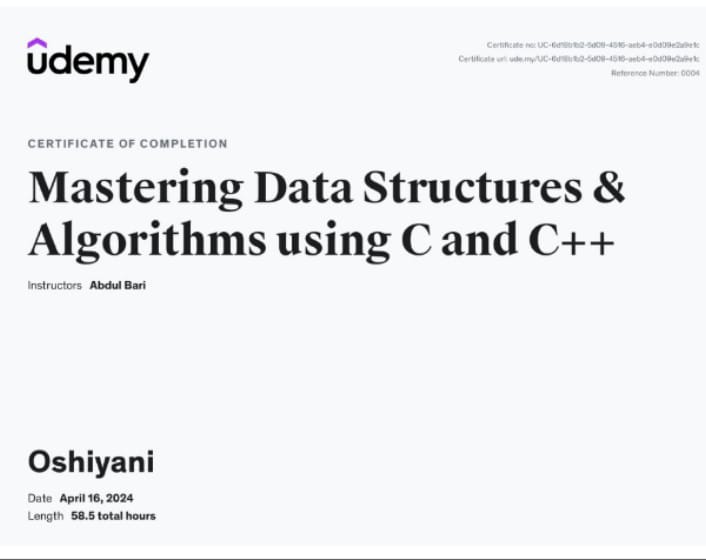 udemy
Certificate no: UC-6d18b1b2-5d09-4516-aeb4-e0d09e2a9e1c
Certificate url: ude.my/UC-6d18b1b2-5d09-4516-aeb4-e0d09e2a9e1c
Reference Number: 0004
CERTIFICATE OF COMPLETION
Mastering Data Structures &
Algorithms using C and C++
Instructors Abdul Bari
Oshiyani
Date April 16, 2024
Length 58.5 total hours